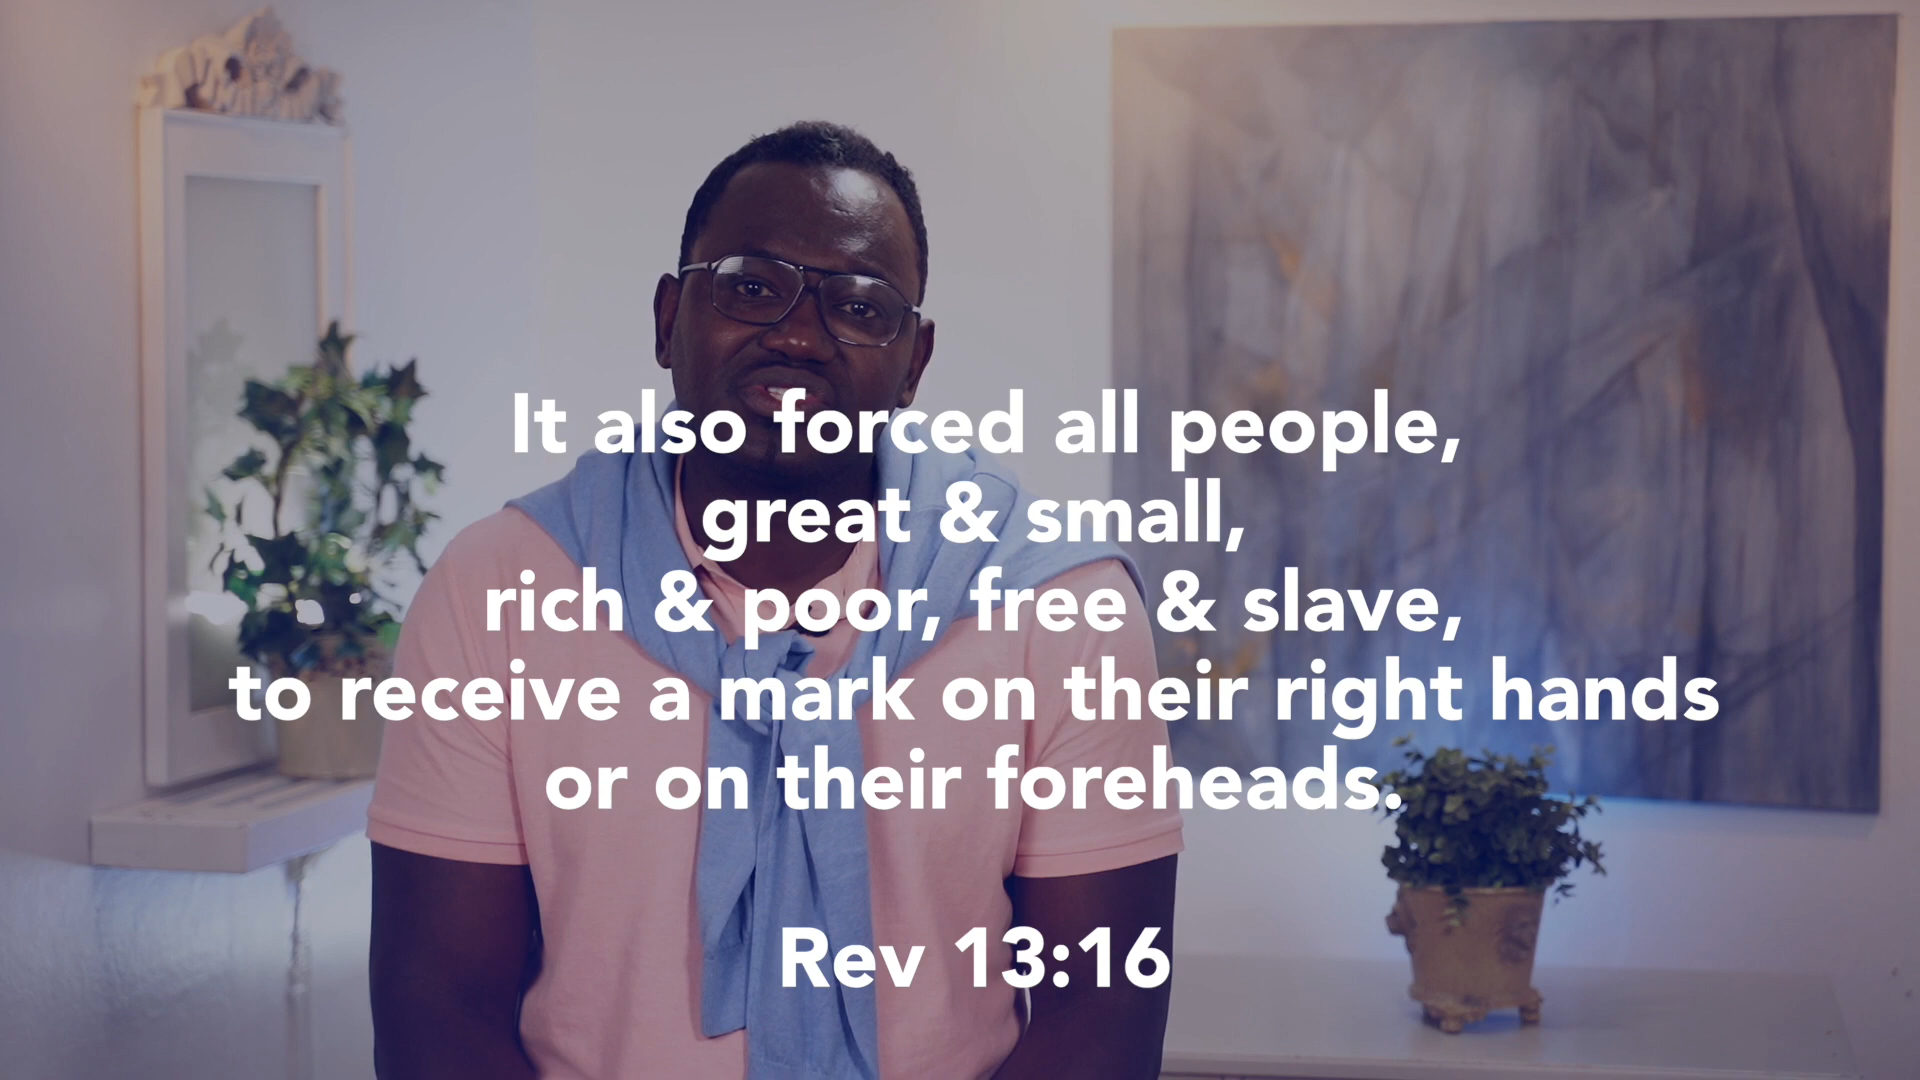 It also forced all people,
great & small,
rich & poor, free & slave,
to receive a mark on their right hands
or on their foreheads.
Rev 13:16